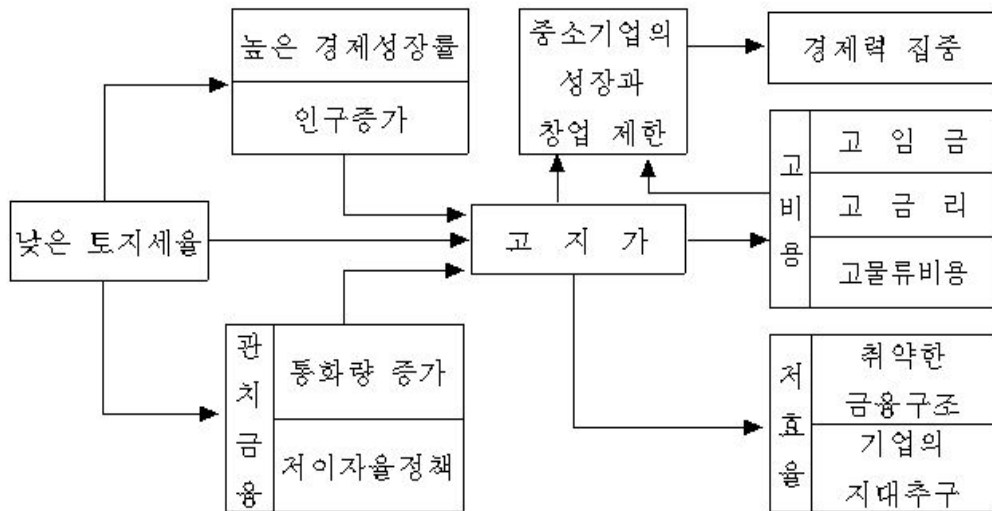 높은 경제성장률
인구증가
중소기업의
성장과
창업 제한
경제력 집중
고비용
고 임 금
고 금 리
고물류비용
낮은 토지세율
고 지 가
관치금융
통화량 증가
저이자율정책
저효율
취약한
금융구조
기업의
지대추구